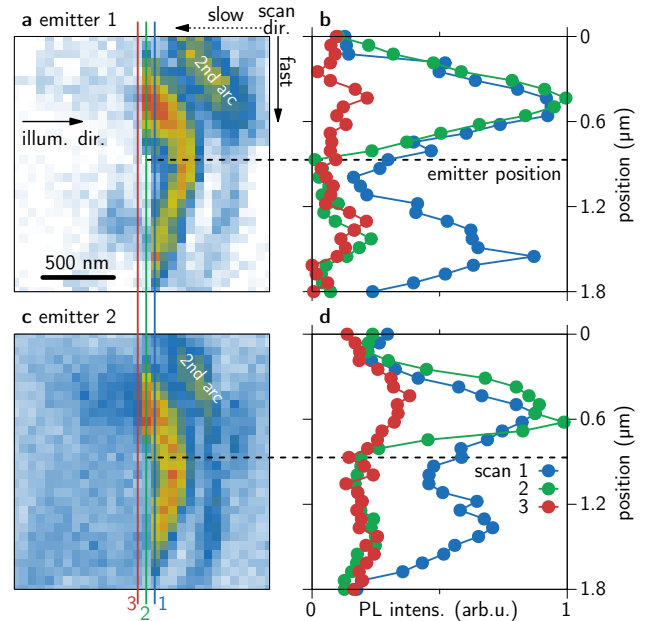 a emitter 1
slow
scan
dir.
fast
2nd arc
illum. dir.
500 nm
b
0
0.6
1.2
1.8
position (µm)
emitter position
c emitter 2
2nd arc
3
2
1
d
0
0.6
1.2
1.8
position (µm)
scan 1
2
3
0 PL intens. (arb.u.) 1